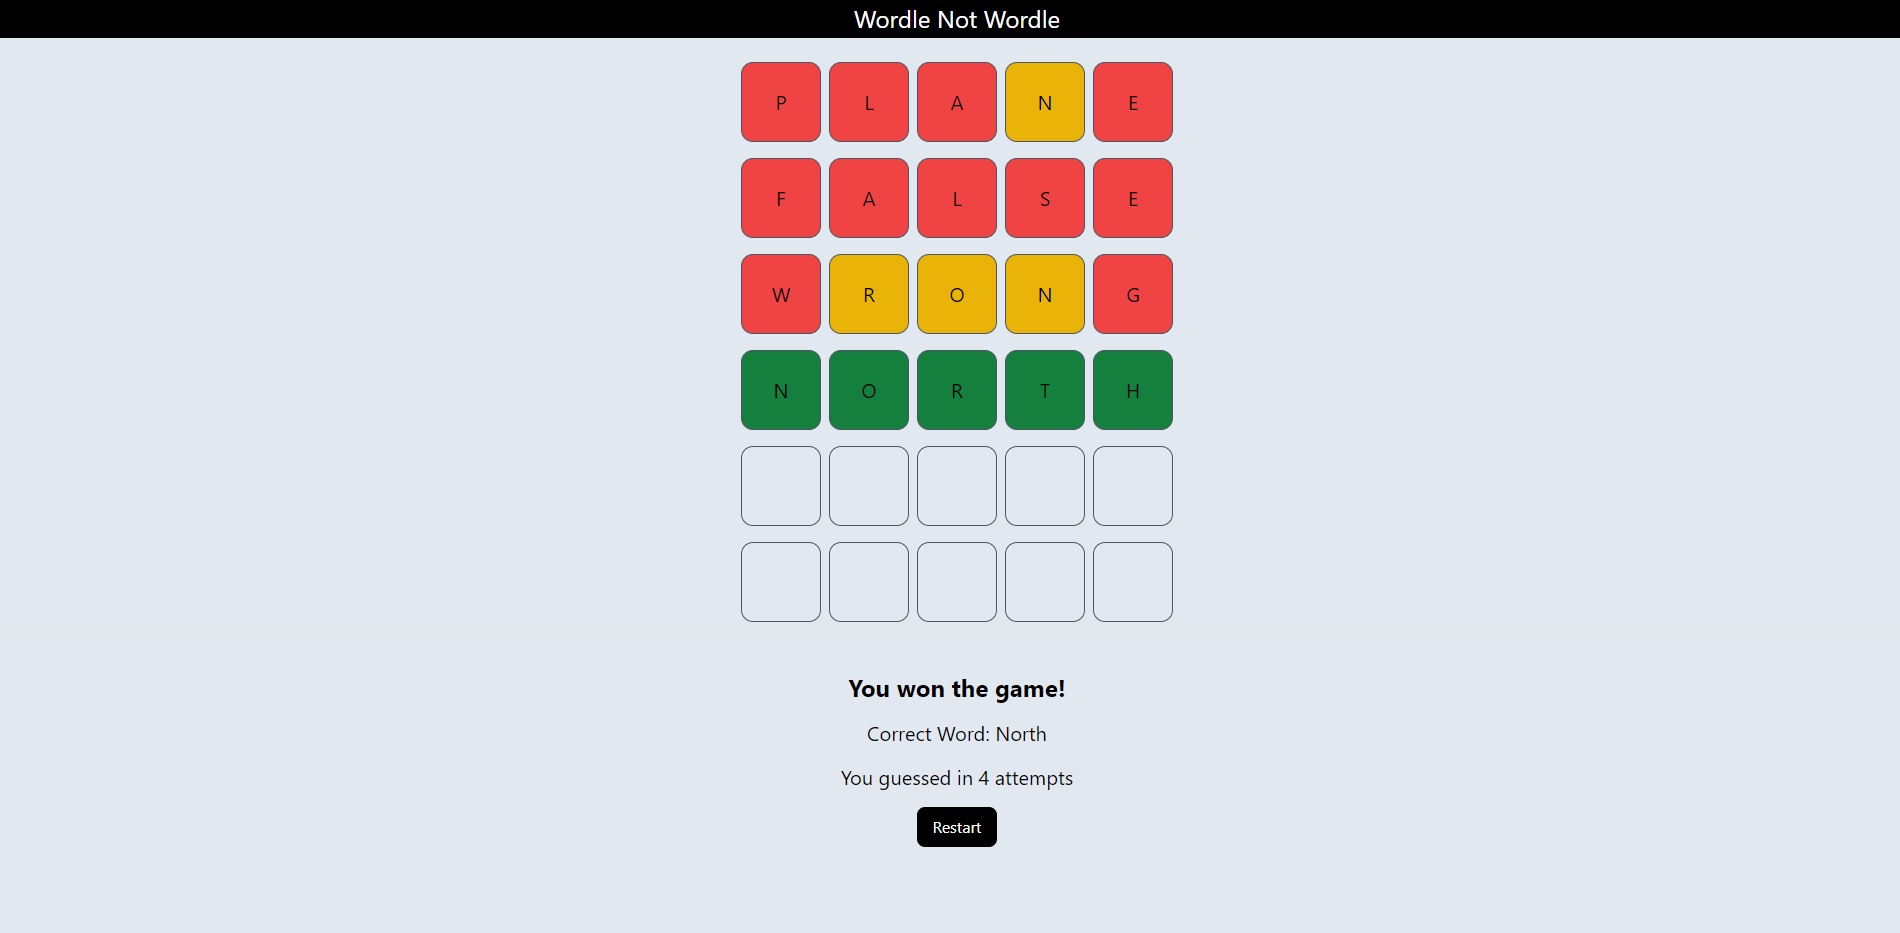 Wordle Not Wordle
P L A N E
F A L S E
W R O N G
N O R T H
You won the game!
Correct Word: North
You guessed in 4 attempts
Restart